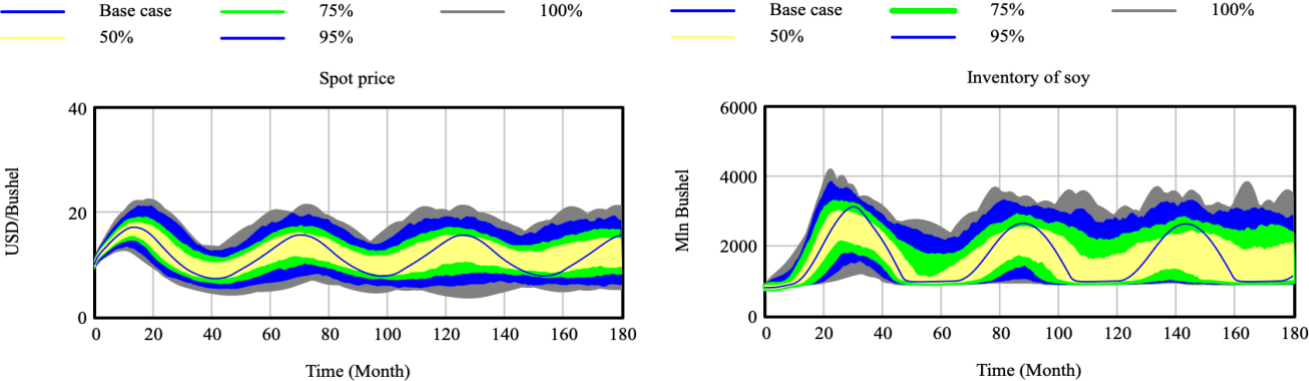 Base case 75% 100%
50% 95%
Spot price
40
20
0
USD/Bushel
0 20 40 60 80 100 120 140 160 180
Time (Month)
Base case 75% 100%
50% 95%
Inventory of soy
6000
4000
2000
0
Mln Bushel
0 20 40 60 80 100 120 140 160 180
Time (Month)